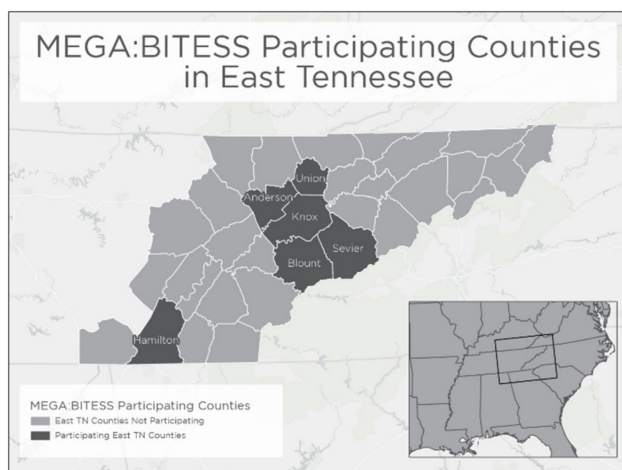 MEGA:BITESS Participating Counties
in East Tennessee
Union
Anderson
Knox
Sevier
Blount
Hamilton
MEGA:BITESS Participating Counties
East TN Counties Not Participating
Participating East TN Counties